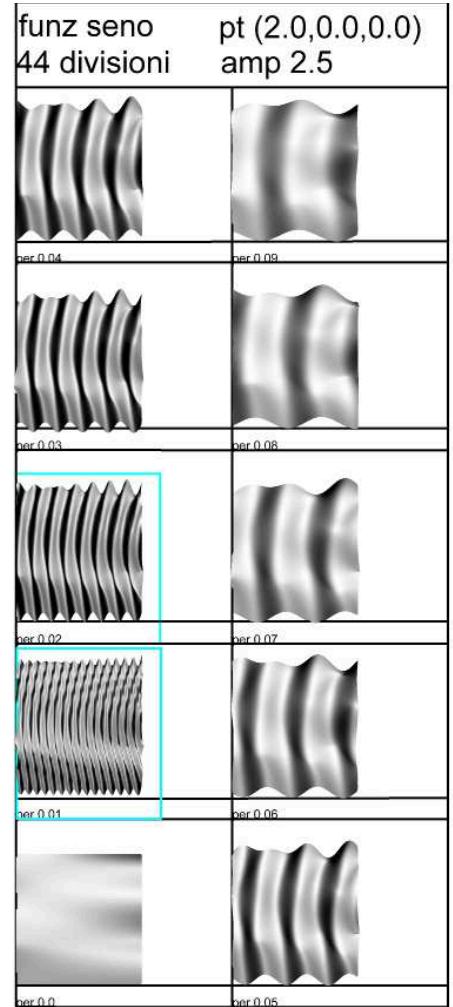 funz seno pt (2.0,0.0,0.0)
44 divisioni amp 2.5
per 0.04 per 0.09
per 0.03 per 0.08
per 0.02 per 0.07
per 0.01 per 0.06
per 0.0 per 0.05